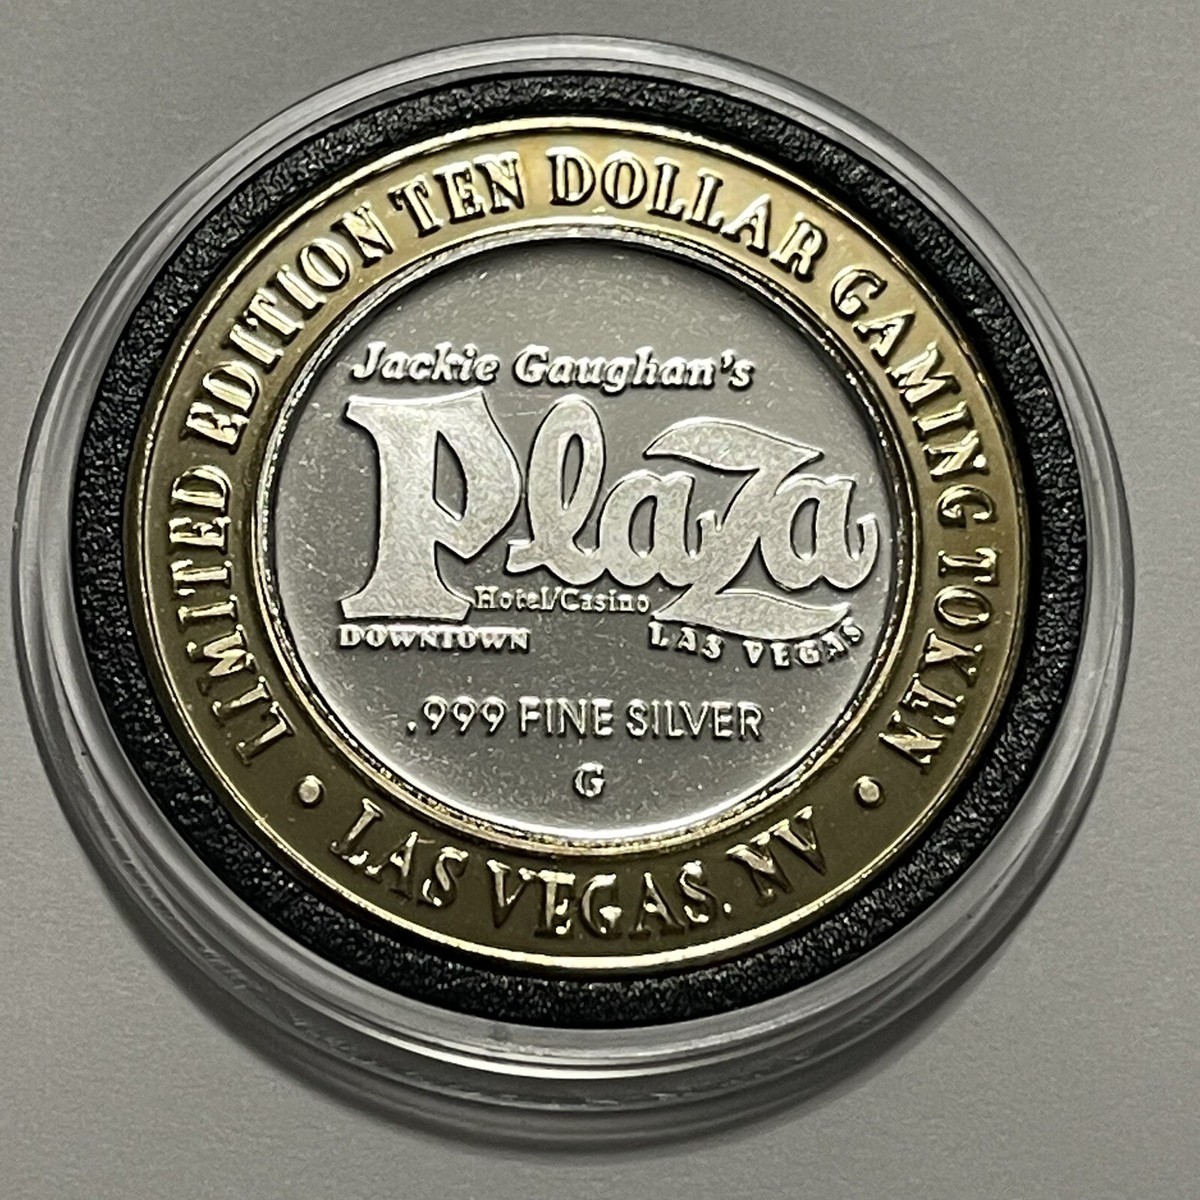 LIMITED EDITION TEN DOLLAR GAMING TOKEN
Jackie Gaughan's
Plaza
Hotel/Casino
DOWNTOWN LAS VEGAS
.999 FINE SILVER
G
• LAS VEGAS, NV •